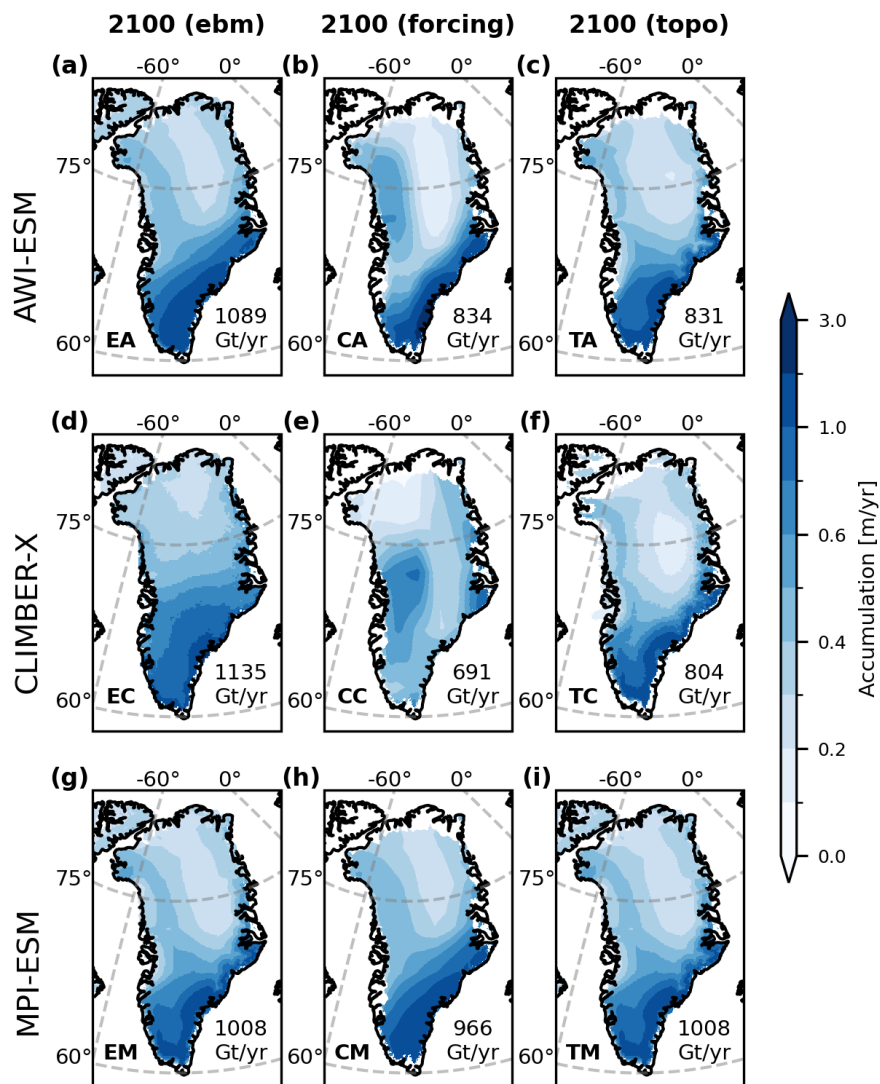 2100 (ebm) 2100 (forcing) 2100 (topo)
(a) -60° 0° (b) -60° 0° (c) -60° 0°
75° 75° 75°
AWI-ESM
1089 834 831
60° EA Gt/yr 60° CA Gt/yr 60° TA Gt/yr
(d) -60° 0° (e) -60° 0° (f) -60° 0°
75° 75° 75°
CLIMBER-X
1135 691 804
60° EC Gt/yr 60° CC Gt/yr 60° TC Gt/yr
(g) -60° 0° (h) -60° 0° (i) -60° 0°
75° 75° 75°
MPI-ESM
1008 966 1008
60° EM Gt/yr 60° CM Gt/yr 60° TM Gt/yr
3.0
1.0
0.6
0.4
0.2
0.0
Accumulation [m/yr]